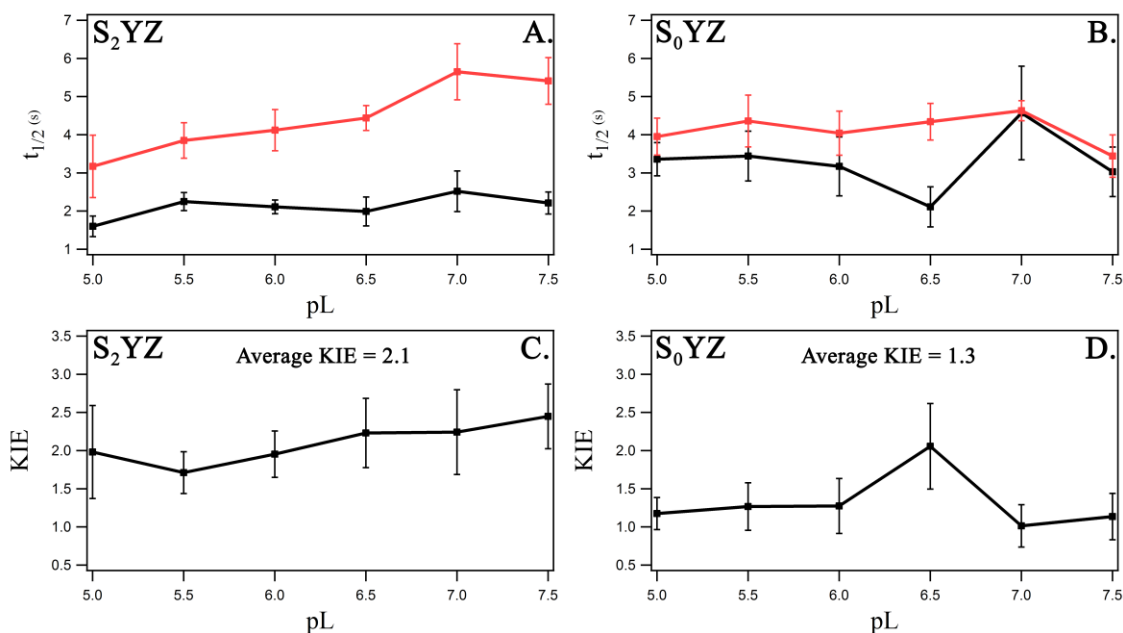 S₂YZ
A.
7
6
5
4
3
2
1
t1/2 (s)
5.0 5.5 6.0 6.5 7.0 7.5
pL
S₀YZ
B.
7
6
5
4
3
2
1
t1/2 (s)
5.0 5.5 6.0 6.5 7.0 7.5
pL
S₂YZ
Average KIE = 2.1
C.
3.5
3.0
2.5
2.0
1.5
1.0
0.5
KIE
5.0 5.5 6.0 6.5 7.0 7.5
pL
S₀YZ
Average KIE = 1.3
D.
3.5
3.0
2.5
2.0
1.5
1.0
0.5
KIE
5.0 5.5 6.0 6.5 7.0 7.5
pL